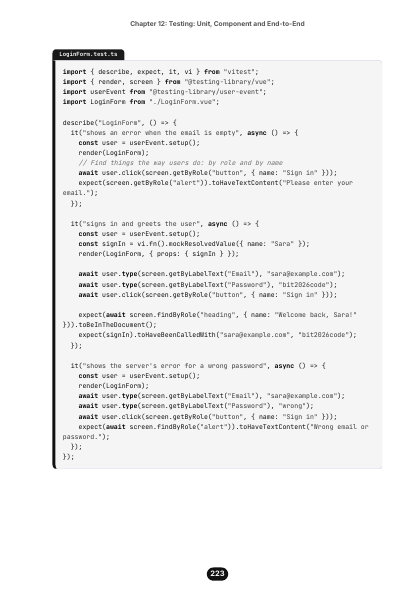 Chapter 12: Testing: Unit, Component and End-to-End
LoginForm.test.ts
import { describe, expect, it, vi } from "vitest";
import { render, screen } from "@testing-library/vue";
import userEvent from "@testing-library/user-event";
import LoginForm from "./LoginForm.vue";
describe("LoginForm", () => {
  it("shows an error when the email is empty", async () => {
    const user = userEvent.setup();
    render(LoginForm);
    // Find things the way users do: by role and by name
    await user.click(screen.getByRole("button", { name: "Sign in" }));
    expect(screen.getByRole("alert")).toHaveTextContent("Please enter your
email.");
  });
  it("signs in and greets the user", async () => {
    const user = userEvent.setup();
    const signIn = vi.fn().mockResolvedValue({ name: "Sara" });
    render(LoginForm, { props: { signIn } });
    await user.type(screen.getByLabelText("Email"), "sara@example.com");
    await user.type(screen.getByLabelText("Password"), "bit2026code");
    await user.click(screen.getByRole("button", { name: "Sign in" }));
    expect(await screen.findByRole("heading", { name: "Welcome back, Sara!"
})).toBeInTheDocument();
    expect(signIn).toHaveBeenCalledWith("sara@example.com", "bit2026code");
  });
  it("shows the server's error for a wrong password", async () => {
    const user = userEvent.setup();
    render(LoginForm);
    await user.type(screen.getByLabelText("Email"), "sara@example.com");
    await user.type(screen.getByLabelText("Password"), "wrong");
    await user.click(screen.getByRole("button", { name: "Sign in" }));
    expect(await screen.findByRole("alert")).toHaveTextContent("Wrong email or
password.");
  });
});
223